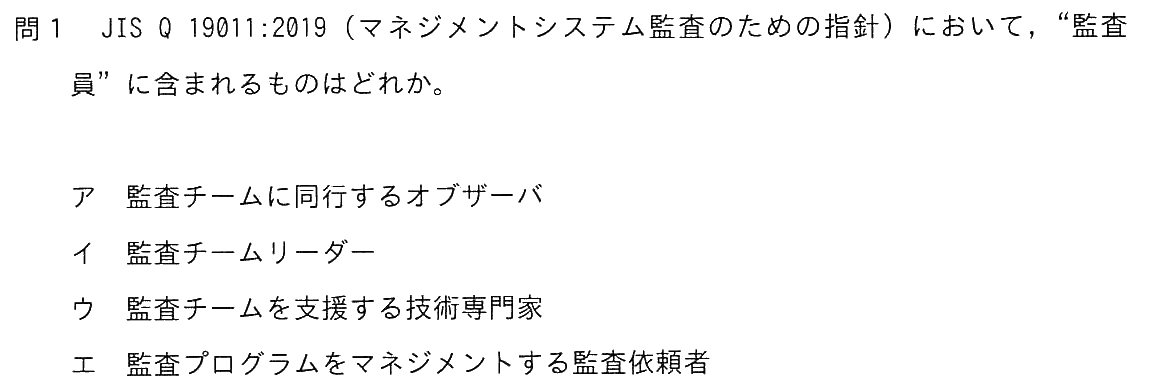 問1　JIS Q 19011:2019（マネジメントシステム監査のための指針）において，“監査
員”に含まれるものはどれか。
ア　監査チームに同行するオブザーバ
イ　監査チームリーダー
ウ　監査チームを支援する技術専門家
エ　監査プログラムをマネジメントする監査依頼者